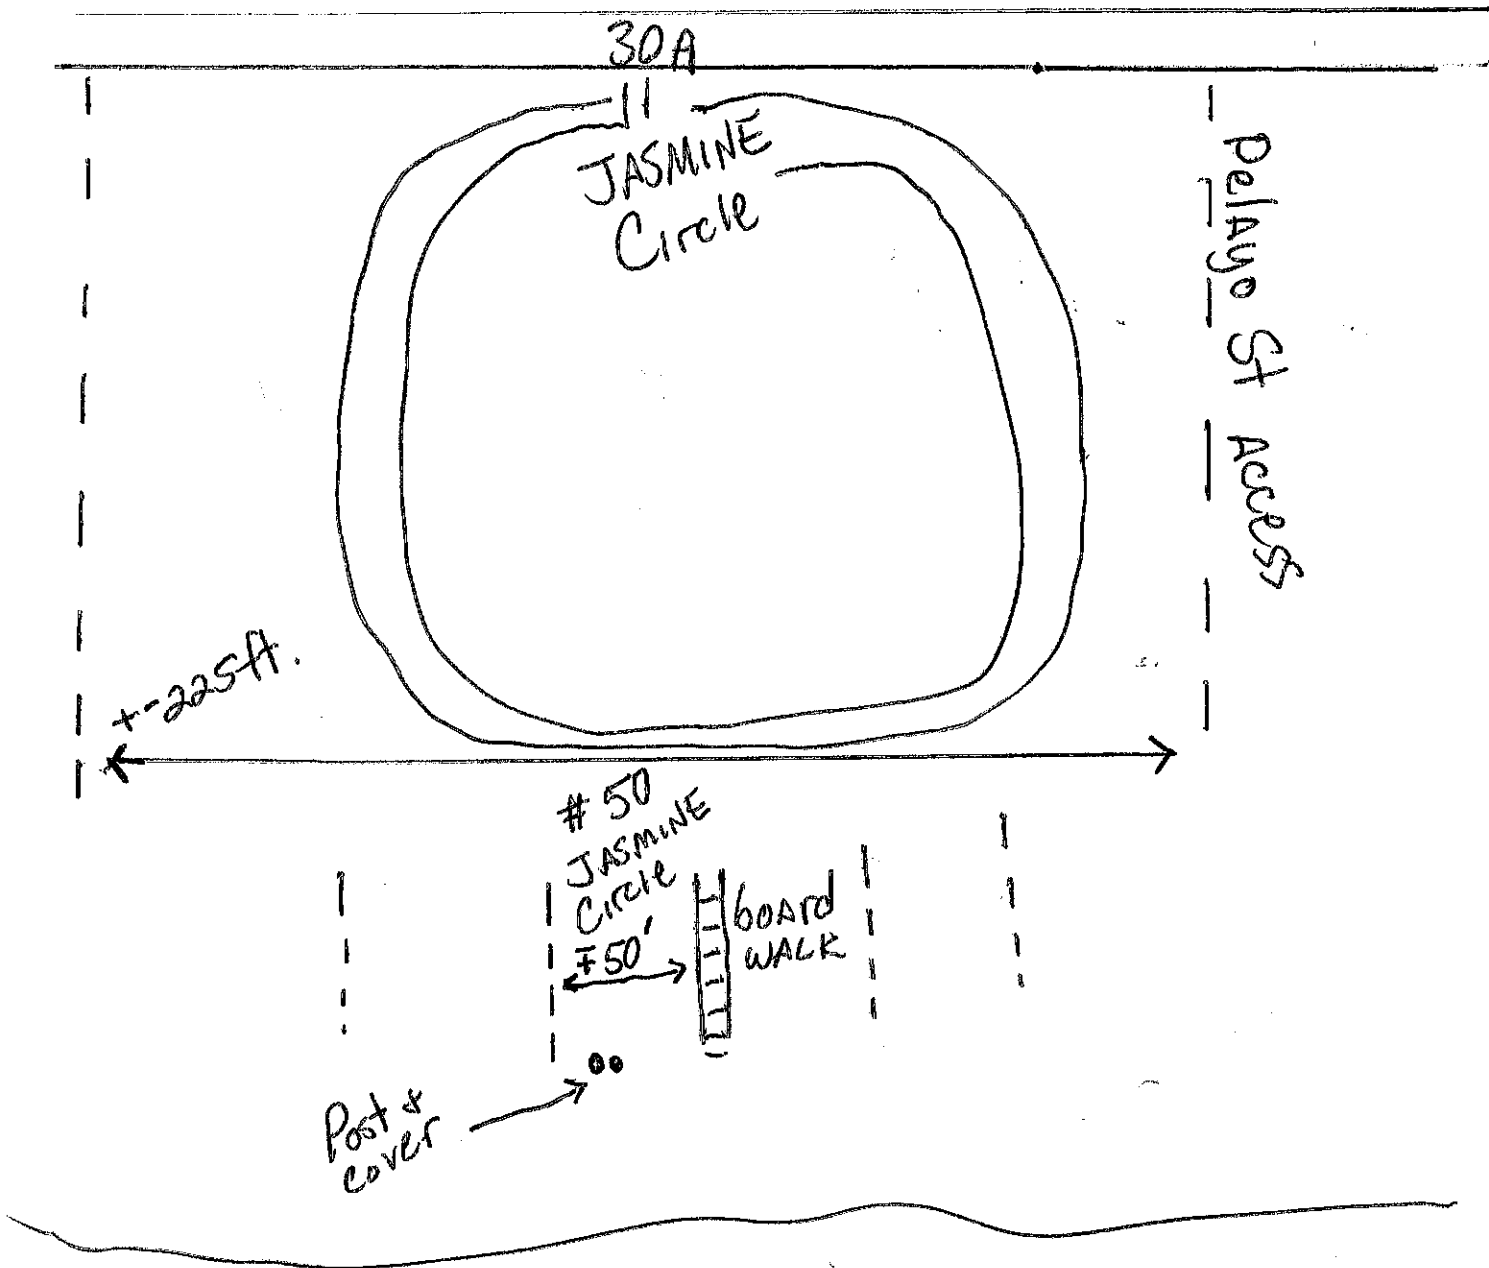 30A
JASMINE
Circle
Pelayo St Access
+-225ft.
# 50
JASMINE
Circle
∓50'
boArd
WALK
Post &
cover